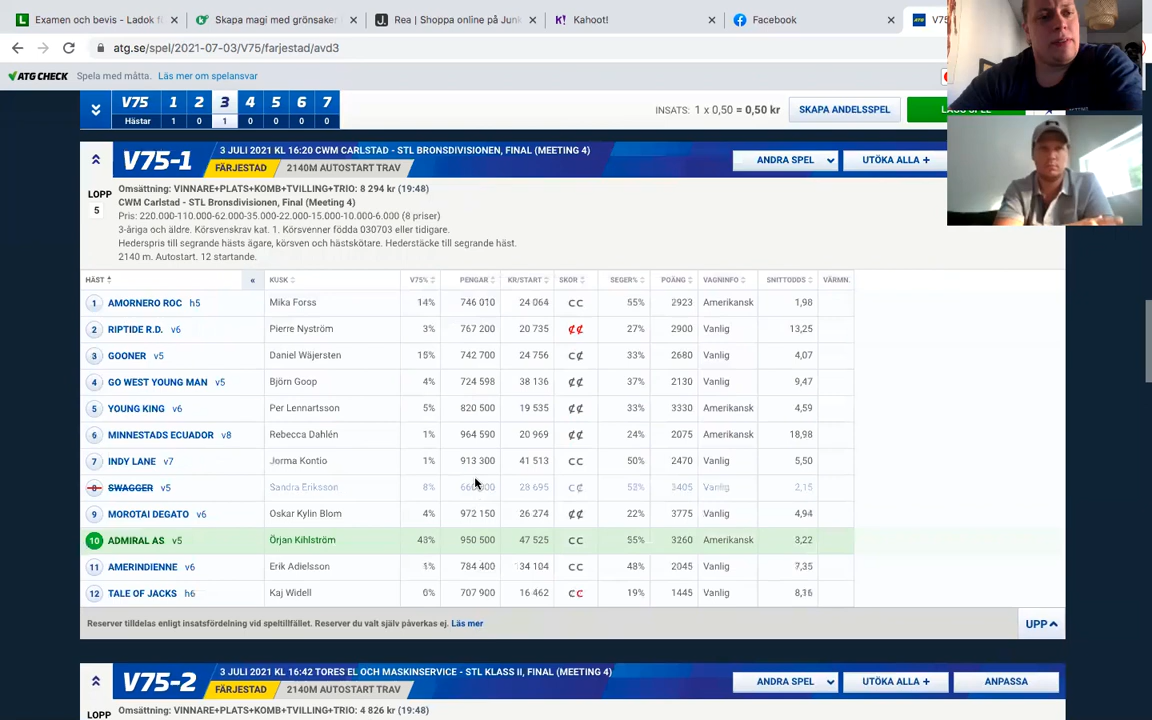 Examen och bevis - Ladok f
Skapa magi med grönsaker
Rea | Shoppa online på Junk
Kahoot!
Facebook
V75
atg.se/spel/2021-07-03/V75/farjestad/avd3
ATG CHECK Spela med måtta. Läs mer om spelansvar
V75 1 2 3 4 5 6 7
Hästar 1 0 1 0 0 0 0
INSATS: 1 x 0,50 = 0,50 kr
SKAPA ANDELSSPEL
V75-1
3 JULI 2021 KL 16:20 CWM CARLSTAD - STL BRONSDIVISIONEN, FINAL (MEETING 4)
FÄRJESTAD 2140M AUTOSTART TRAV
ANDRA SPEL
UTÖKA ALLA +
LOPP
5
Omsättning: VINNARE+PLATS+KOMB+TVILLING+TRIO: 8 294 kr (19:48)
CWM Carlstad - STL Bronsdivisionen, Final (Meeting 4)
Pris: 220.000-110.000-62.000-35.000-22.000-15.000-10.000-6.000 (8 priser)
3-åriga och äldre. Körsvenskrav kat. 1. Körsvenner födda 030703 eller tidigare.
Hederspris till segrande hästs ägare, körsven och hästskötare. Hederstäcke till segrande häst.
2140 m. Autostart. 12 startande.
HÄST « KUSK V75% PENGAR KR/START SKOR SEGER% POÄNG VAGNINFO SNITTODDS VÄRMN.
1 AMORNERO ROC h5 Mika Forss 14% 746 010 24 064 CC 55% 2923 Amerikansk 1,98
2 RIPTIDE R.D. v6 Pierre Nyström 3% 767 200 20 735 ȼȼ 27% 2900 Vanlig 13,25
3 GOONER v5 Daniel Wäjersten 15% 742 700 24 756 Cȼ 33% 2680 Vanlig 4,07
4 GO WEST YOUNG MAN v5 Björn Goop 4% 724 598 38 136 ȼȼ 37% 2130 Vanlig 9,47
5 YOUNG KING v6 Per Lennartsson 5% 820 500 19 535 ȼȼ 33% 3330 Amerikansk 4,59
6 MINNESTADS ECUADOR v8 Rebecca Dahlén 1% 964 590 20 969 ȼȼ 24% 2075 Amerikansk 18,98
7 INDY LANE v7 Jorma Kontio 1% 913 300 41 513 CC 50% 2470 Vanlig 5,50
8 SWAGGER v5 Sandra Eriksson 8% 28 695 Cȼ 53% 3405 Vanlig 2,15
9 MOROTAI DEGATO v6 Oskar Kylin Blom 4% 972 150 26 274 ȼȼ 22% 3775 Vanlig 4,94
10 ADMIRAL AS v5 Örjan Kihlström 43% 950 500 47 525 CC 55% 3260 Amerikansk 3,22
11 AMERINDIENNE v6 Erik Adielsson 1% 784 400 34 104 CC 48% 2045 Vanlig 7,35
12 TALE OF JACKS h6 Kaj Widell 0% 707 900 16 462 CC 19% 1445 Vanlig 8,16
Reserver tilldelas enligt insatsfördelning vid speltillfället. Reserver du valt själv påverkas ej. Läs mer
UPP
V75-2
3 JULI 2021 KL 16:42 TORES EL OCH MASKINSERVICE - STL KLASS II, FINAL (MEETING 4)
FÄRJESTAD 2140M AUTOSTART TRAV
ANDRA SPEL
UTÖKA ALLA +
ANPASSA
LOPP
Omsättning: VINNARE+PLATS+KOMB+TVILLING+TRIO: 4 826 kr (19:48)